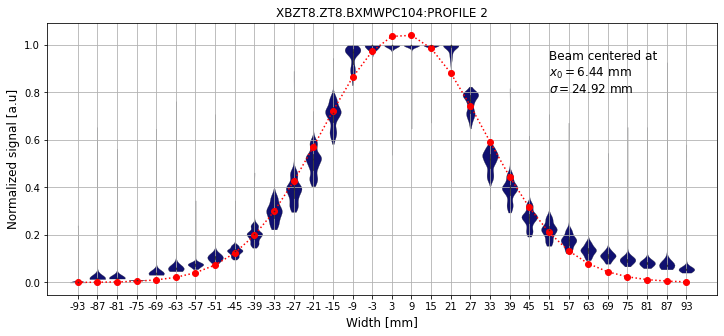 XBZT8.ZT8.BXMWPC104:PROFILE 2
Normalized signal [a.u]
1.0
0.8
0.6
0.4
0.2
0.0
Beam centered at
x₀ = 6.44 mm
σ = 24.92 mm
-93 -87 -81 -75 -69 -63 -57 -51 -45 -39 -33 -27 -21 -15 -9 -3 3 9 15 21 27 33 39 45 51 57 63 69 75 81 87 93
Width [mm]